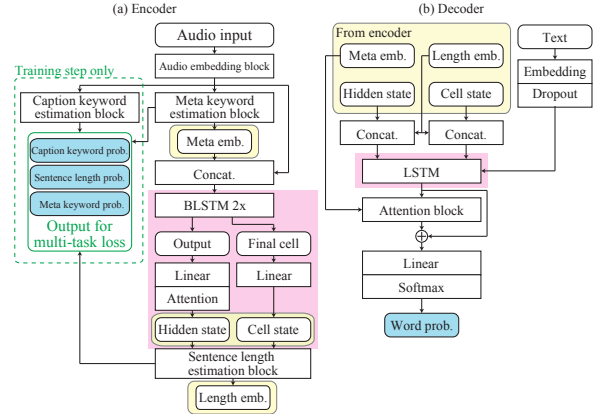 (a) Encoder
Audio input
Audio embedding block
Training step only
Caption keyword
estimation block
Meta keyword
estimation block
Caption keyword prob.
Sentence length prob.
Meta keyword prob.
Output for
multi-task loss
Meta emb.
Concat.
BLSTM 2x
Output
Final cell
Linear
Linear
Attention
Hidden state
Cell state
Sentence length
estimation block
Length emb.
(b) Decoder
From encoder
Meta emb.
Length emb.
Hidden state
Cell state
Text
Embedding
Dropout
Concat.
Concat.
LSTM
Attention block
Linear
Softmax
Word prob.